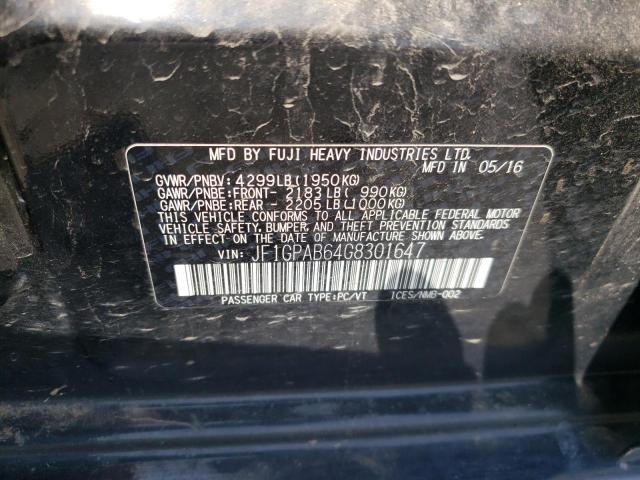 MFD BY FUJI HEAVY INDUSTRIES LTD.
MFD IN 05/16
GVWR/PNBV: 4299LB(1950KG)
GAWR/PNBE:FRONT- 2183LB( 990KG)
GAWR/PNBE:REAR - 2205LB(1000KG)
THIS VEHICLE CONFORMS TO ALL APPLICABLE FEDERAL MOTOR
VEHICLE SAFETY, BUMPER, AND THEFT PREVENTION STANDARDS
IN EFFECT ON THE DATE OF MANUFACTURE SHOWN ABOVE.
VIN: JF1GPAB64G8301647
PASSENGER CAR TYPE:PC/VT ICES/NMB-002